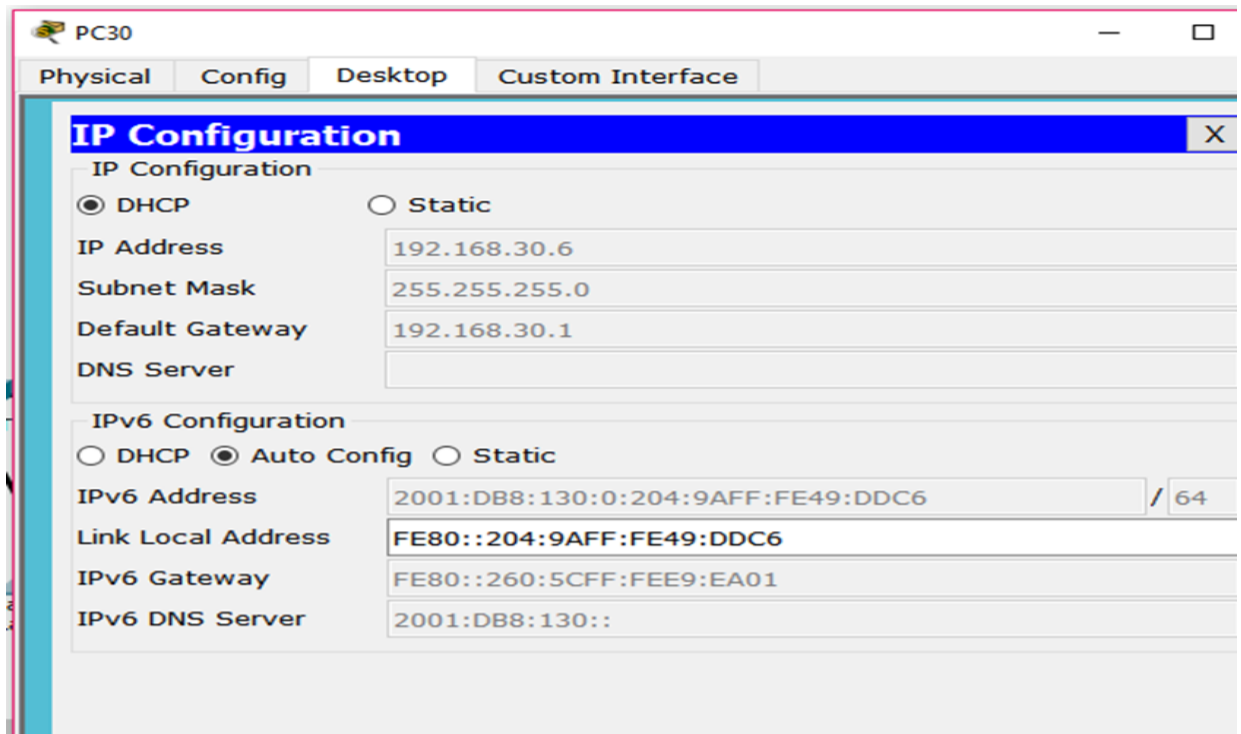 PC30
Physical Config Desktop Custom Interface
IP Configuration X
IP Configuration
DHCP Static
IP Address 192.168.30.6
Subnet Mask 255.255.255.0
Default Gateway 192.168.30.1
DNS Server
IPv6 Configuration
DHCP Auto Config Static
IPv6 Address 2001:DB8:130:0:204:9AFF:FE49:DDC6 / 64
Link Local Address FE80::204:9AFF:FE49:DDC6
IPv6 Gateway FE80::260:5CFF:FEE9:EA01
IPv6 DNS Server 2001:DB8:130::